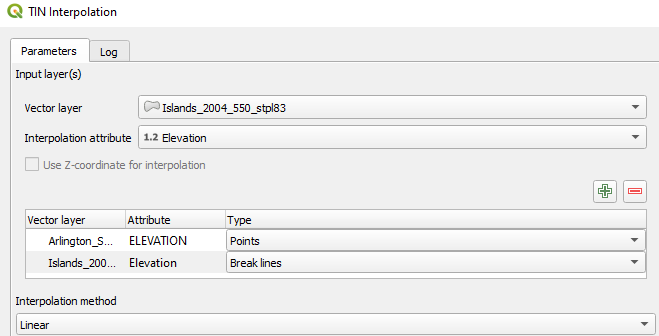 TIN Interpolation
Parameters Log
Input layer(s)
Vector layer Islands_2004_550_stpl83
Interpolation attribute 1.2 Elevation
Use Z-coordinate for interpolation
Vector layer Attribute Type
Arlington_S... ELEVATION Points
Islands_200... Elevation Break lines
Interpolation method
Linear